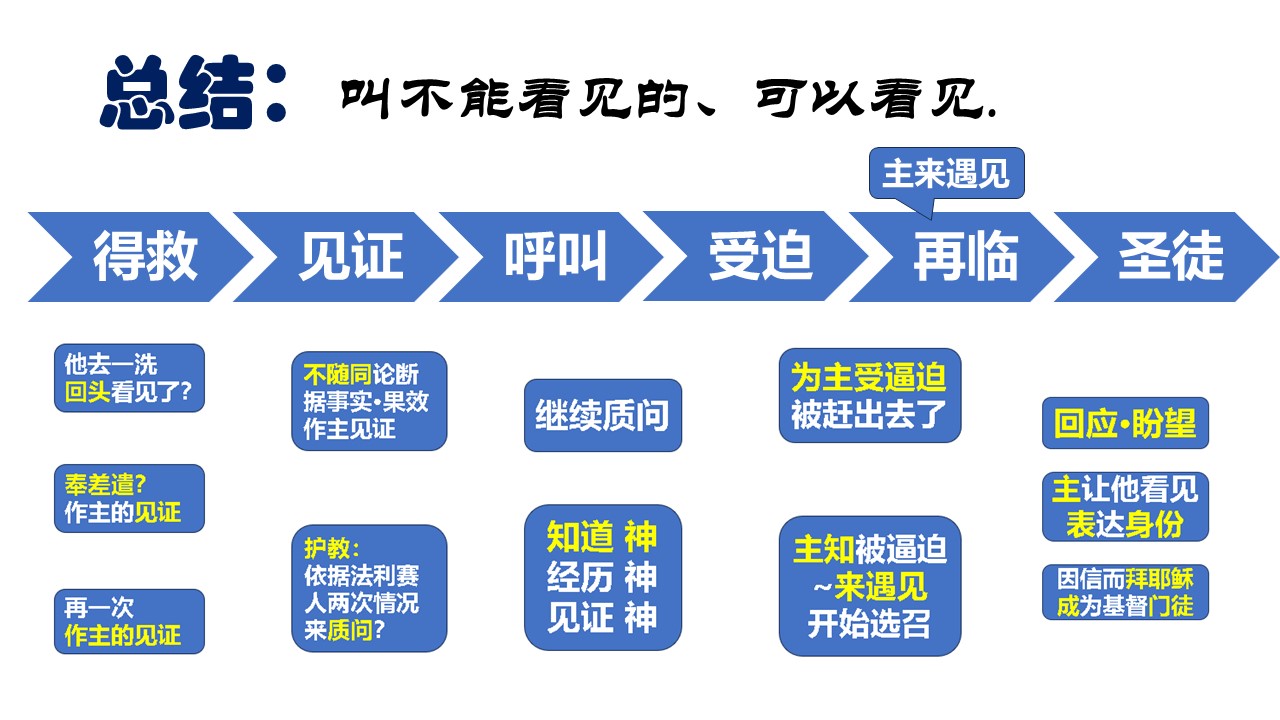 总结：叫不能看见的、可以看见.
主来遇见
得救
见证
呼叫
受迫
再临
圣徒
他去一洗
回头看见了?
奉差遣?
作主的见证
再一次
作主的见证
不随同论断
据事实•果效
作主见证
护教：
依据法利赛
人两次情况
来质问?
继续质问
知道 神
经历 神
见证 神
为主受逼迫
被赶出去了
主知被逼迫
~来遇见
开始选召
回应•盼望
主让他看见
表达身份
因信而拜耶稣
成为基督门徒